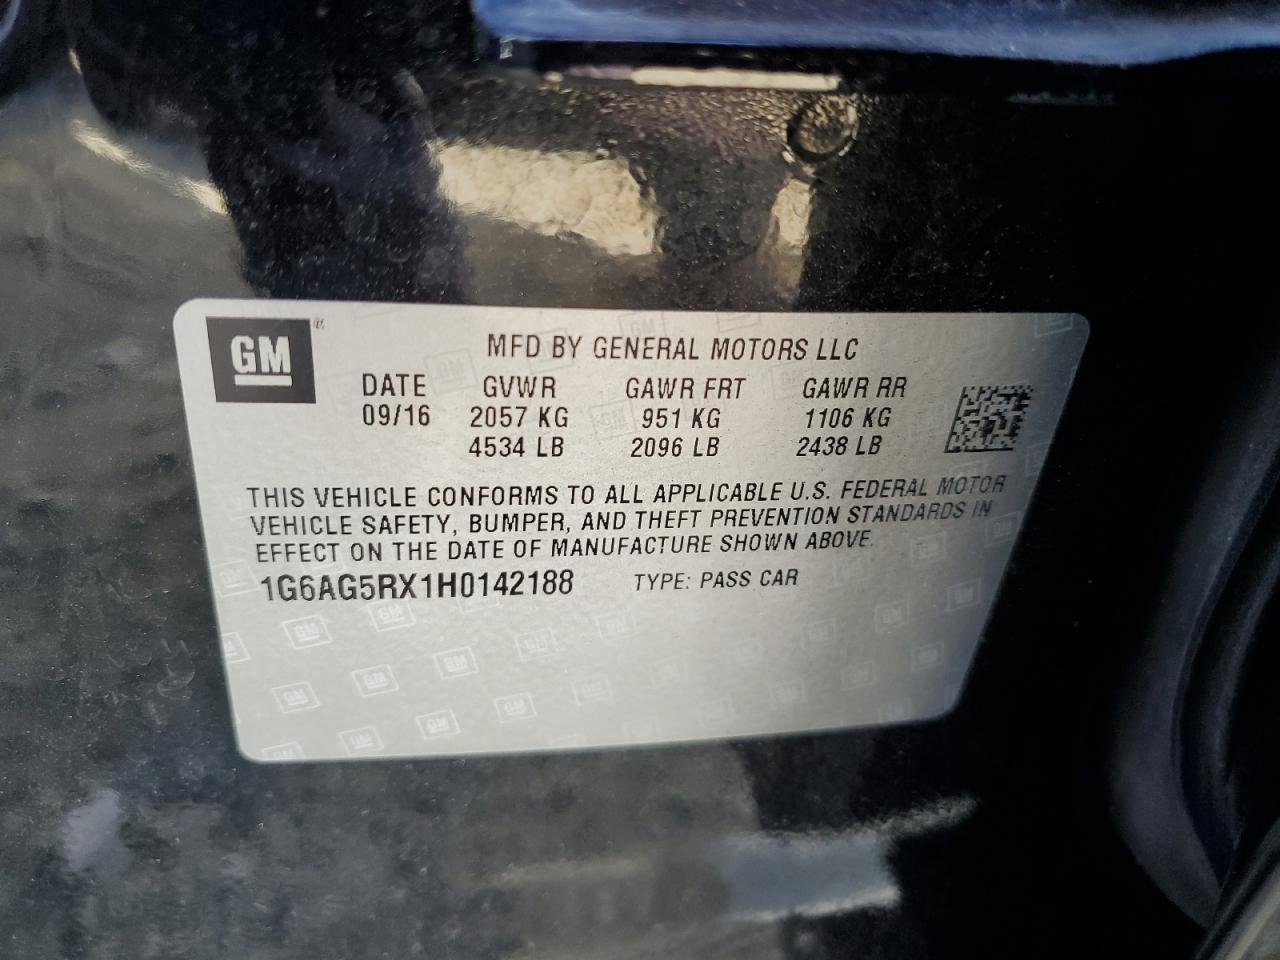 GM®
MFD BY GENERAL MOTORS LLC
DATE GVWR GAWR FRT GAWR RR
09/16 2057 KG 951 KG 1106 KG
4534 LB 2096 LB 2438 LB
THIS VEHICLE CONFORMS TO ALL APPLICABLE U.S. FEDERAL MOTOR
VEHICLE SAFETY, BUMPER, AND THEFT PREVENTION STANDARDS IN
EFFECT ON THE DATE OF MANUFACTURE SHOWN ABOVE.
1G6AG5RX1H0142188 TYPE: PASS CAR